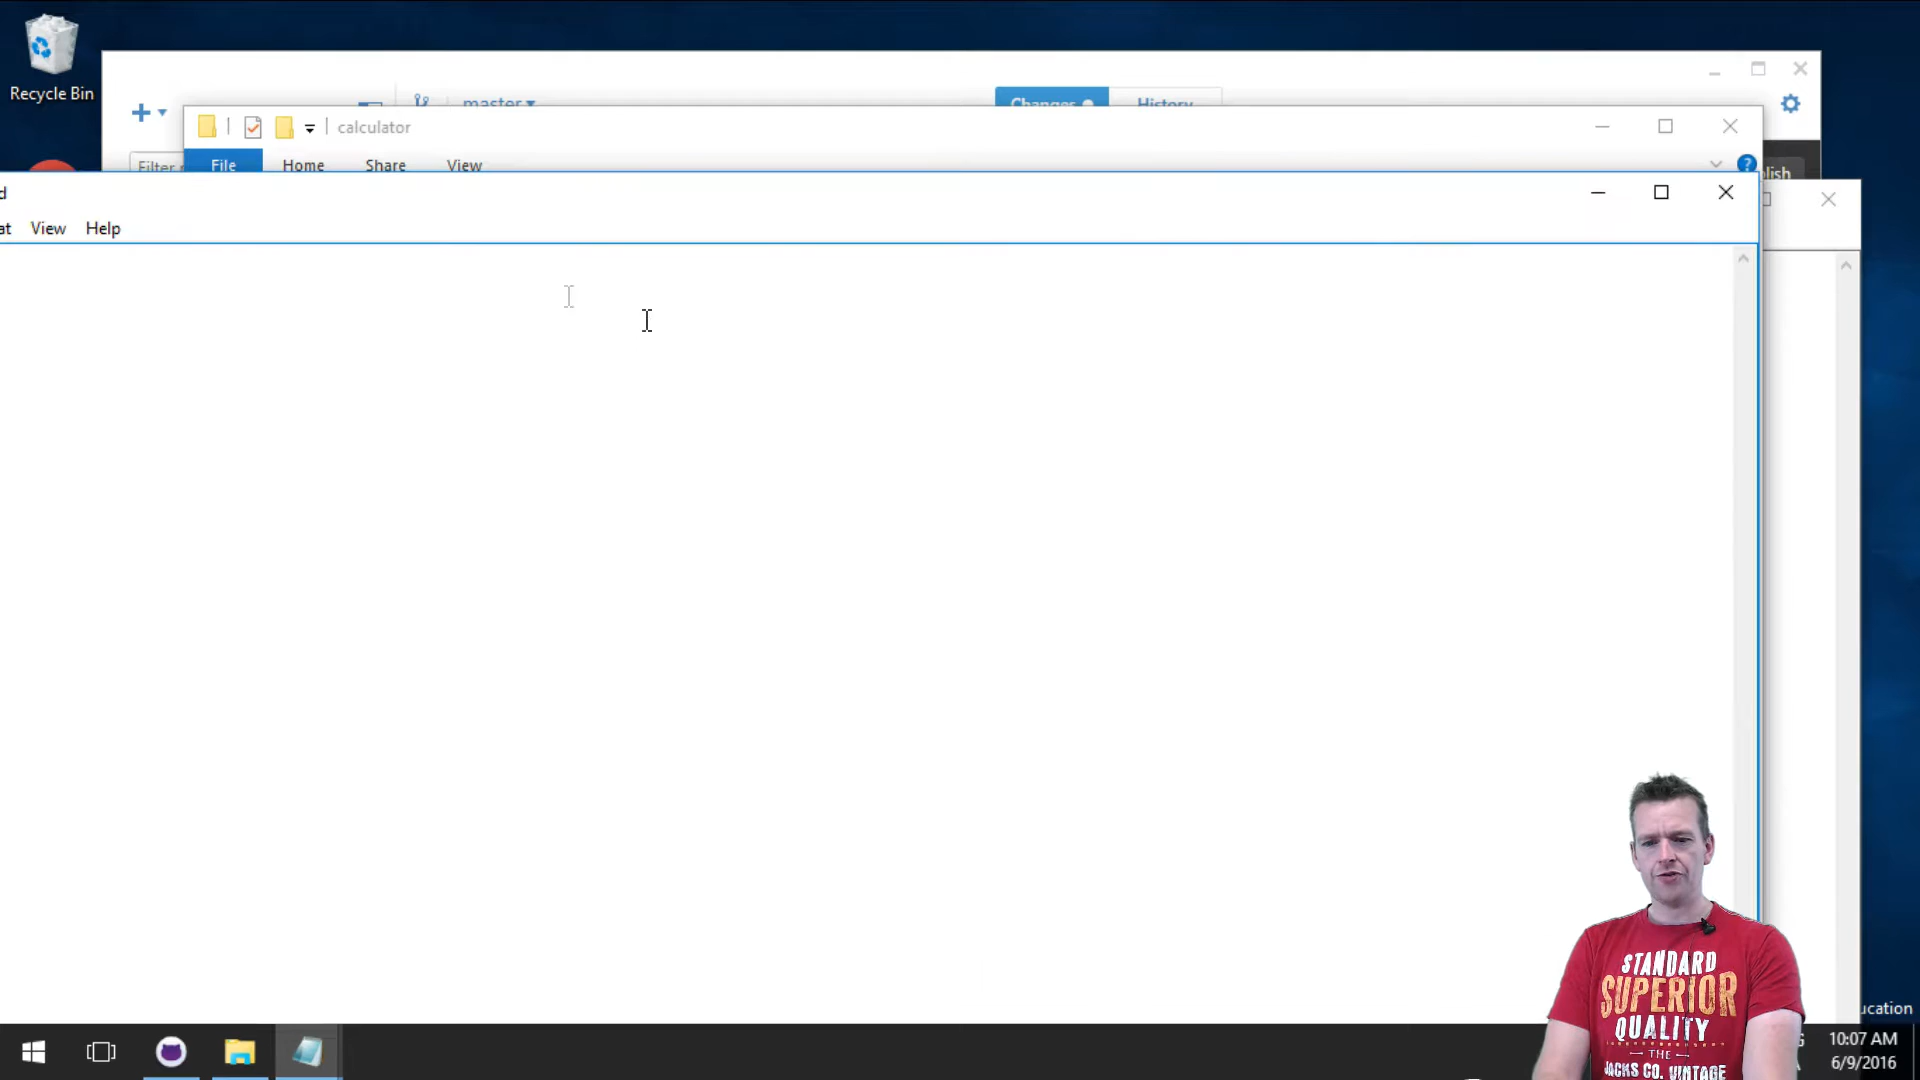 Recycle Bin
master
Changes
History
calculator
Filter
File
Home
Share
View
lish
d
at
View
Help
STANDARD
SUPERIOR
QUALITY
THE
JACKS CO. VINTAGE
ucation
10:07 AM
6/9/2016